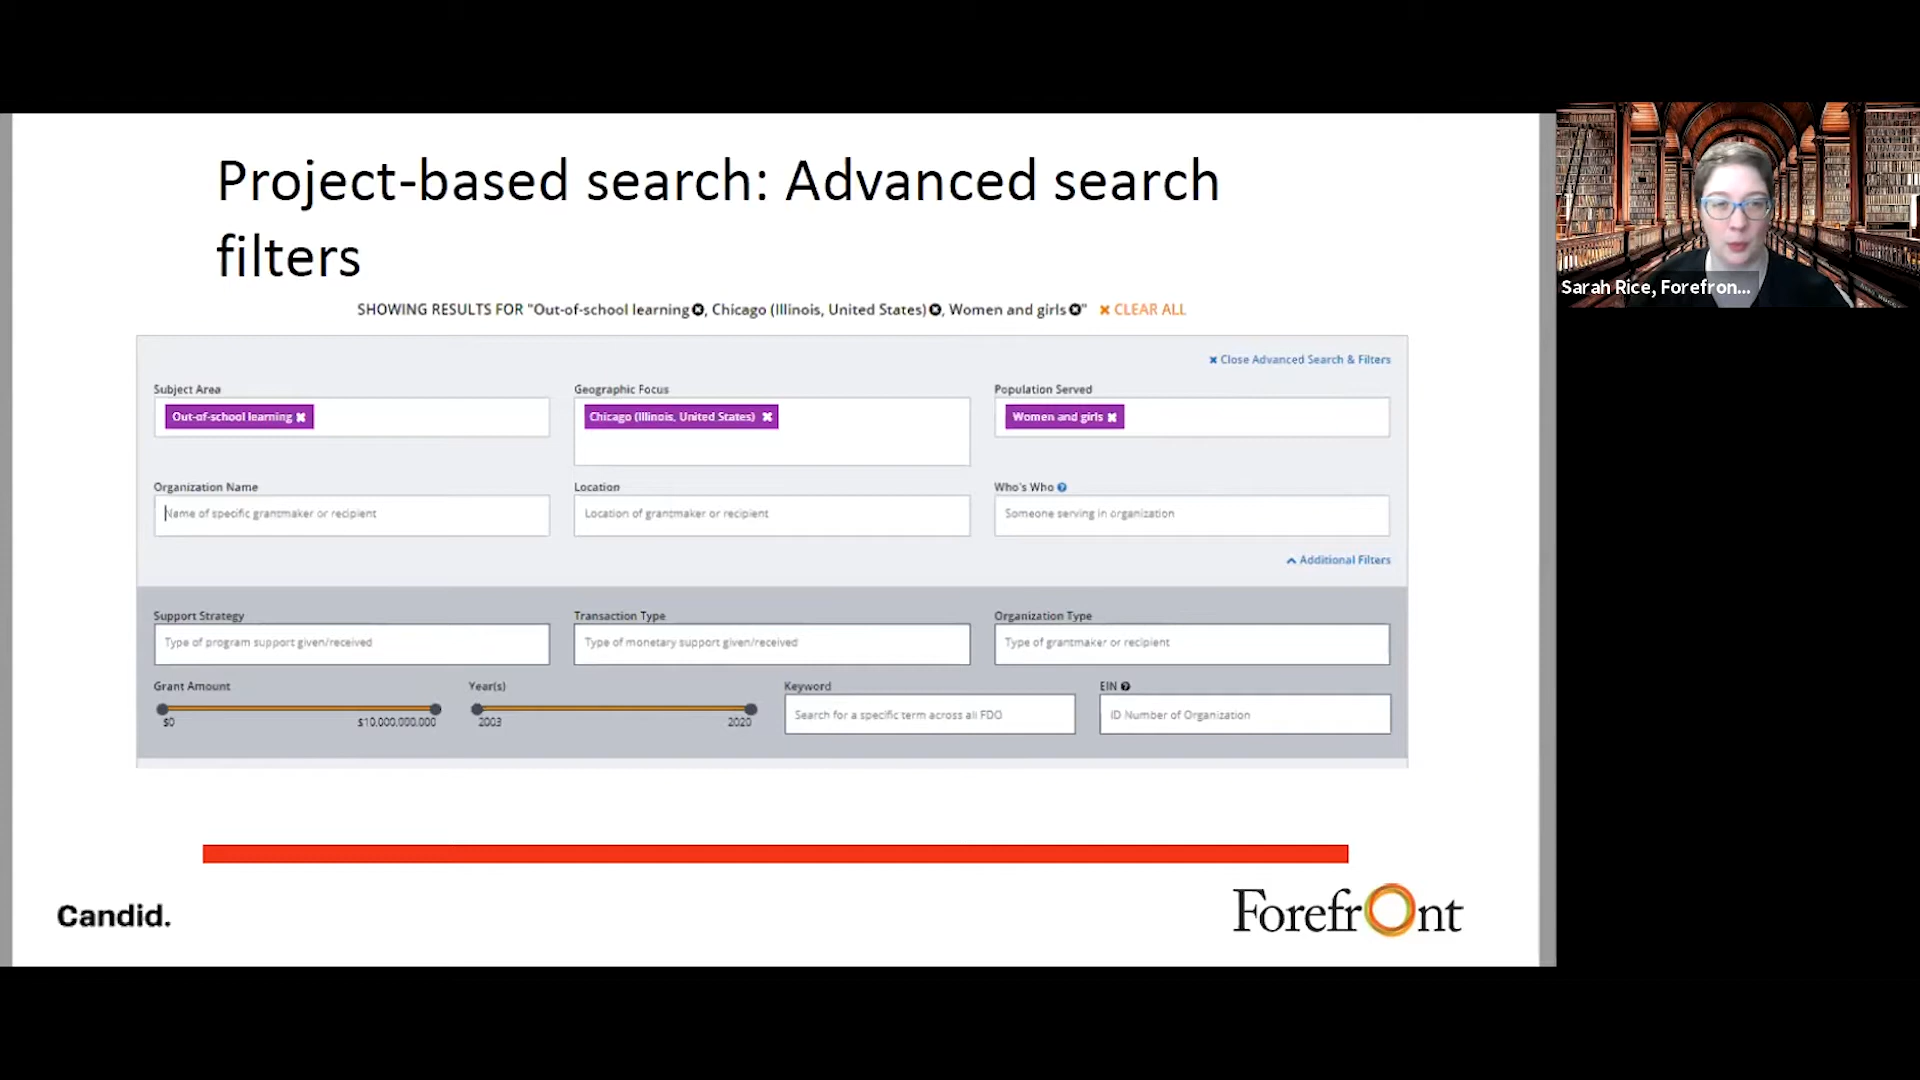 Project-based search: Advanced search
filters
SHOWING RESULTS FOR "Out-of-school learning, Chicago (Illinois, United States), Women and girls" CLEAR ALL
Close Advanced Search & Filters
Subject Area
Geographic Focus
Population Served
Out-of-school learning
Chicago (Illinois, United States)
Women and girls
Organization Name
Location
Who's Who
Name of specific grantmaker or recipient
Location of grantmaker or recipient
Someone serving in organization
Additional Filters
Support Strategy
Transaction Type
Organization Type
Type of program support given/received
Type of monetary support given/received
Type of grantmaker or recipient
Grant Amount
Year(s)
Keyword
EIN
Search for a specific term across all FDO
ID Number of Organization
$0
$10,000,000,000
2003
2020
Candid.
Forefront
Sarah Rice, Forefron...